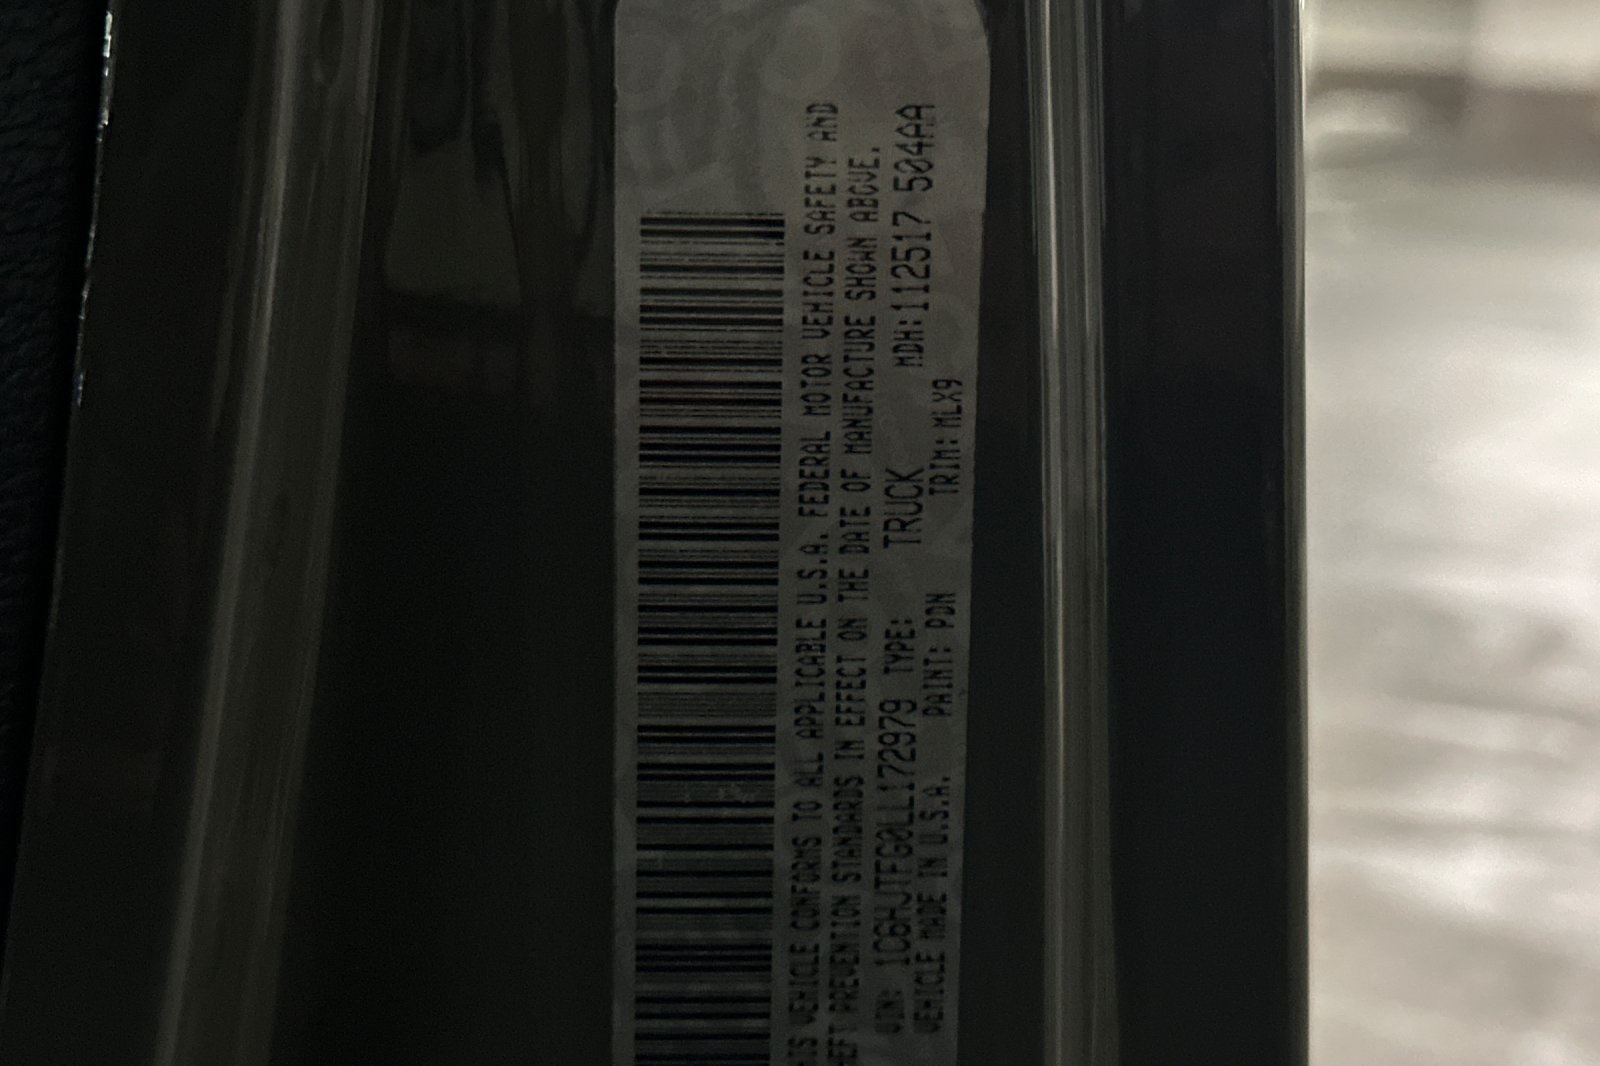 THIS VEHICLE CONFORMS TO ALL APPLICABLE U.S.A. FEDERAL MOTOR VEHICLE SAFETY AND
THEFT PREVENTION STANDARDS IN EFFECT ON THE DATE OF MANUFACTURE SHOWN ABOVE.
VIN: 1C6HJTFG0LL172979 TYPE: TRUCK MDH:112517 504AA
VEHICLE MADE IN U.S.A. PAINT: PDN TRIM: MLX9